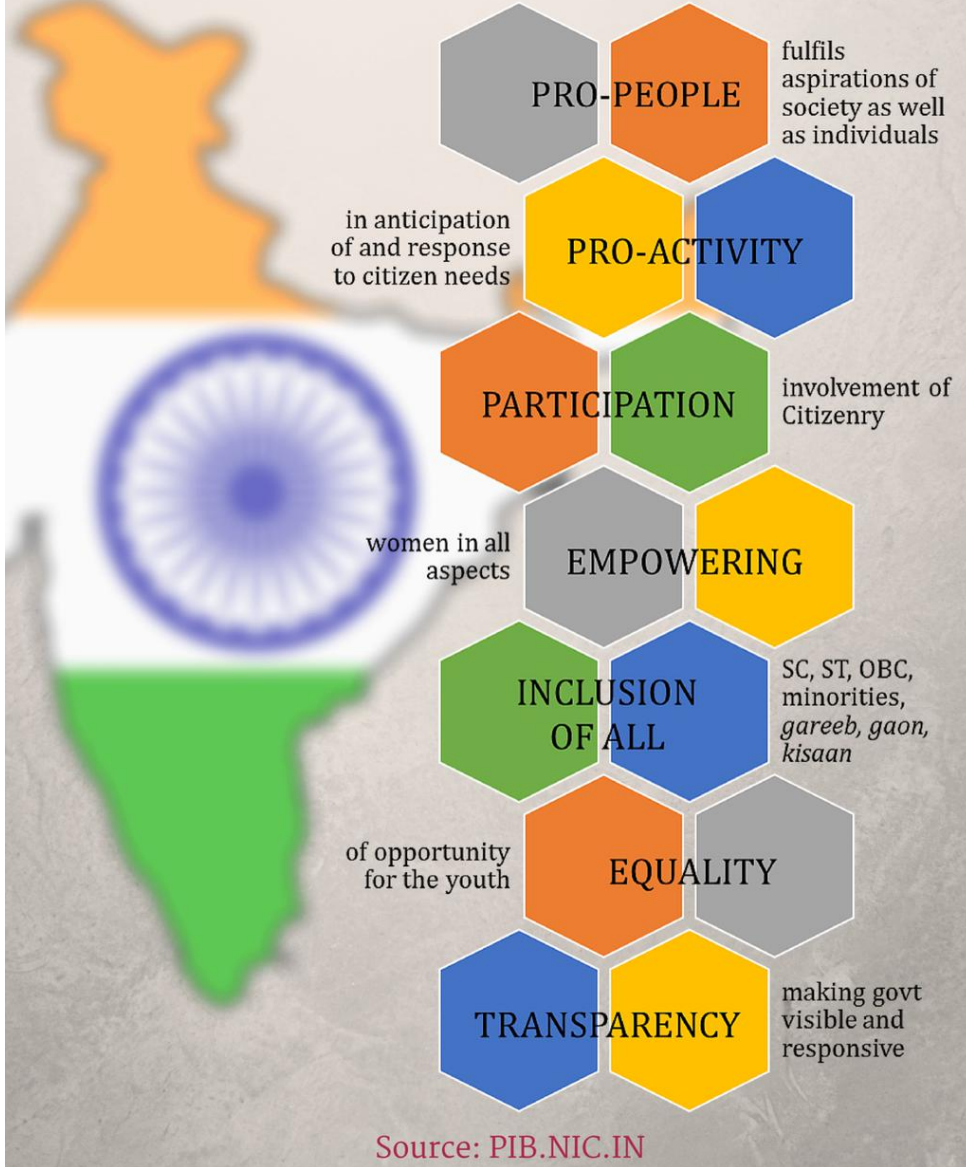 PRO-PEOPLE
fulfils
aspirations of
society as well
as individuals
in anticipation
of and response
to citizen needs
PRO-ACTIVITY
PARTICIPATION
involvement of
Citizenry
women in all
aspects
EMPOWERING
INCLUSION
OF ALL
SC, ST, OBC,
minorities,
gareeb, gaon,
kisaan
of opportunity
for the youth
EQUALITY
TRANSPARENCY
making govt
visible and
responsive
Source: PIB.NIC.IN